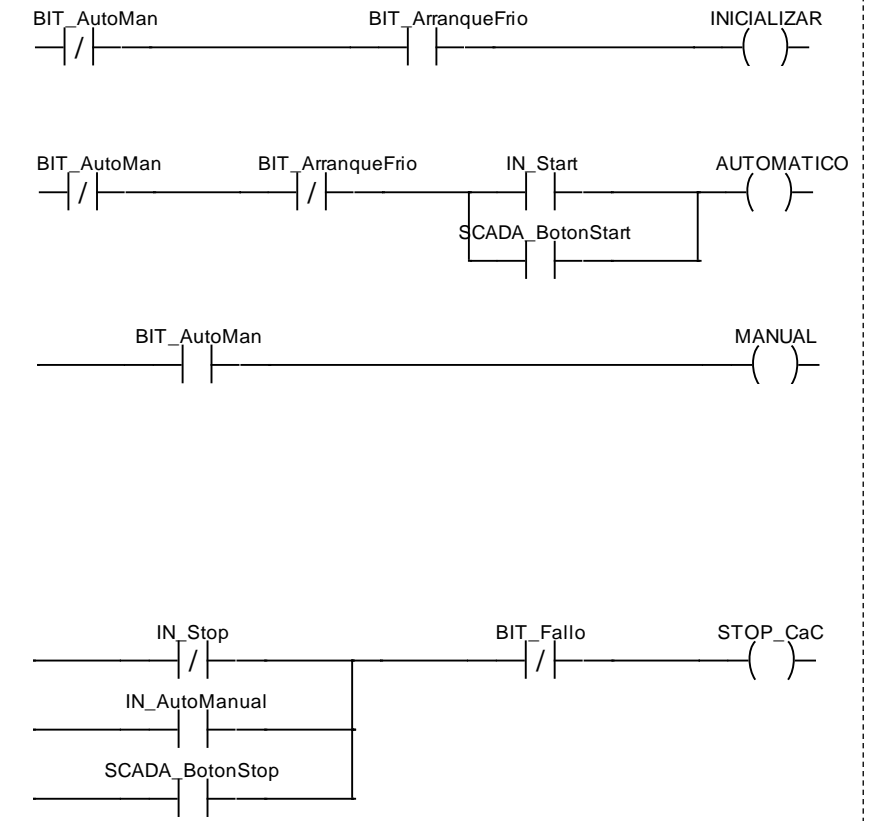 BIT_AutoMan BIT_ArranqueFrio INICIALIZAR
/
BIT_AutoMan BIT_ArranqueFrio IN_Start AUTOMATICO
/ /
SCADA_BotonStart
BIT_AutoMan MANUAL
IN_Stop BIT_Fallo STOP_CaC
/ /
IN_AutoManual
SCADA_BotonStop